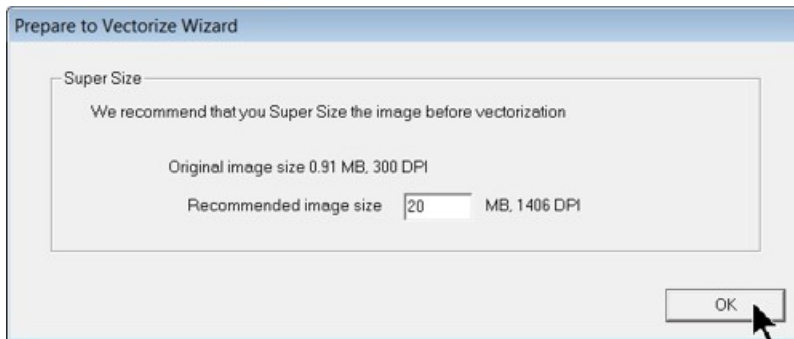 Prepare to Vectorize Wizard
Super Size
We recommend that you Super Size the image before vectorization
Original image size 0.91 MB, 300 DPI
Recommended image size 20 MB, 1406 DPI
OK